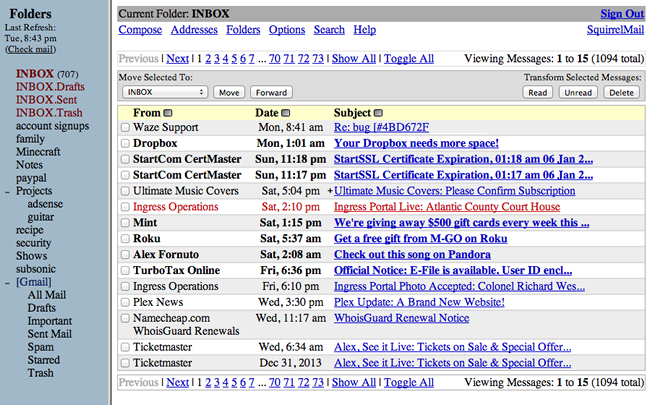 Folders
Last Refresh:
Tue, 8:43 pm
(Check mail)
INBOX (707)
INBOX.Drafts
INBOX.Sent
INBOX.Trash
account signups
family
Minecraft
Notes
paypal
– Projects
adsense
guitar
recipe
security
Shows
subsonic
– [Gmail]
All Mail
Drafts
Important
Sent Mail
Spam
Starred
Trash
Current Folder: INBOX Sign Out
Compose Addresses Folders Options Search Help SquirrelMail
Previous | Next | 1 2 3 4 5 6 7 ... 70 71 72 73 | Show All | Toggle All Viewing Messages: 1 to 15 (1094 total)
Move Selected To: Transform Selected Messages:
INBOX Move Forward Read Unread Delete
From Date Subject
Waze Support Mon, 8:41 am Re: bug [#4BD672F
Dropbox Mon, 1:01 am Your Dropbox needs more space!
StartCom CertMaster Sun, 11:18 pm StartSSL Certificate Expiration, 01:18 am 06 Jan 2...
StartCom CertMaster Sun, 11:17 pm StartSSL Certificate Expiration, 01:17 am 06 Jan 2...
Ultimate Music Covers Sat, 5:04 pm + Ultimate Music Covers: Please Confirm Subscription
Ingress Operations Sat, 2:10 pm Ingress Portal Live: Atlantic County Court House
Mint Sat, 1:15 pm We're giving away $500 gift cards every week this ...
Roku Sat, 5:37 am Get a free gift from M-GO on Roku
Alex Fornuto Sat, 2:08 am Check out this song on Pandora
TurboTax Online Fri, 6:36 pm Official Notice: E-File is available. User ID encl...
Ingress Operations Fri, 6:10 pm Ingress Portal Photo Accepted: Colonel Richard Wes...
Plex News Wed, 3:30 pm Plex Update: A Brand New Website!
Namecheap.com Wed, 11:17 am WhoisGuard Renewal Notice
WhoisGuard Renewals
Ticketmaster Wed, 6:34 am Alex, See it Live: Tickets on Sale & Special Offer...
Ticketmaster Dec 31, 2013 Alex, See it Live: Tickets on Sale & Special Offer...
Previous | Next | 1 2 3 4 5 6 7 ... 70 71 72 73 | Show All | Toggle All Viewing Messages: 1 to 15 (1094 total)